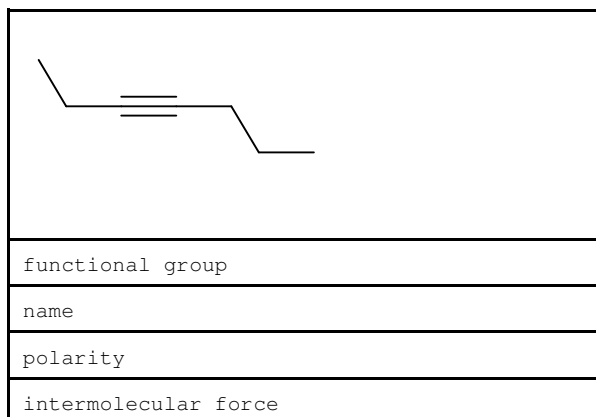 functional group
name
polarity
intermolecular force